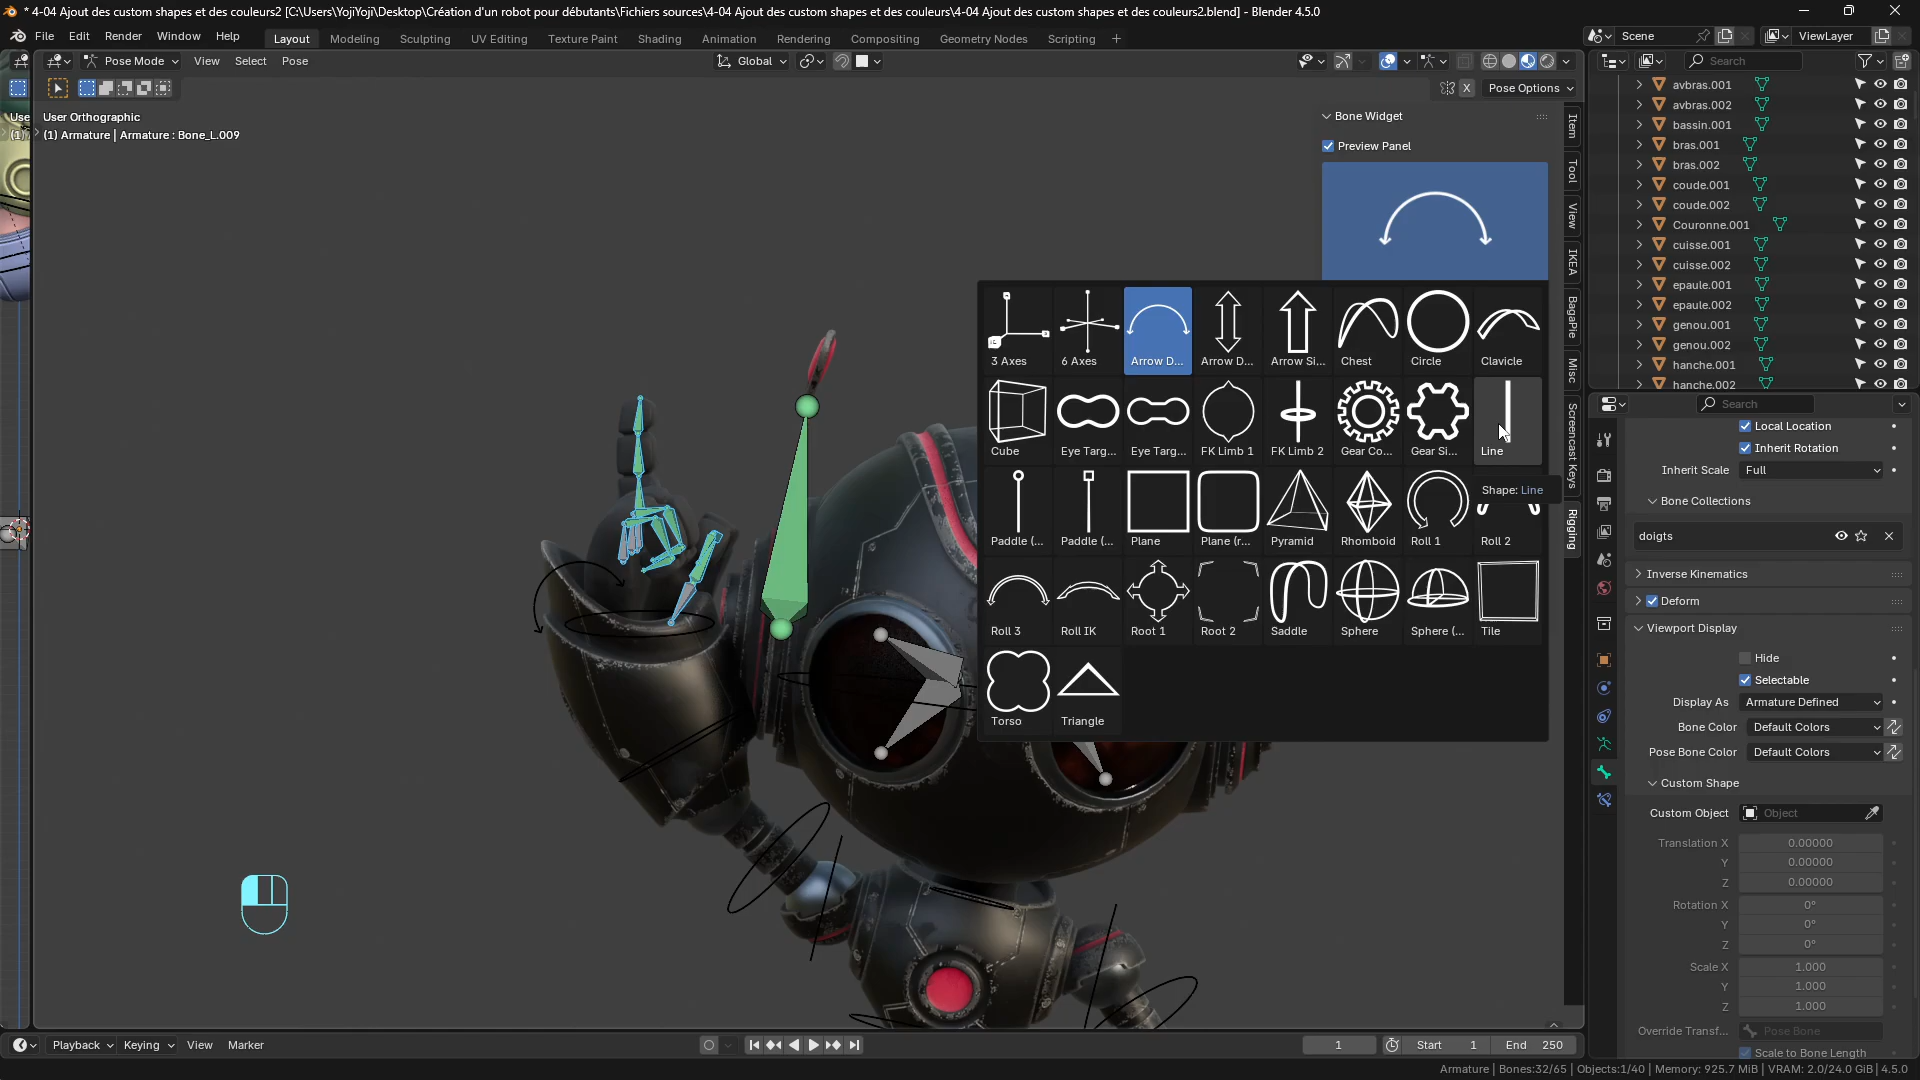 * 4-04 Ajout des custom shapes et des couleurs2 [C:\Users\YojiYoji\Desktop\Création d'un robot pour débutants\Fichiers sources\4-04 Ajout des custom shapes et des couleurs\4-04 Ajout des custom shapes et des couleurs2.blend] - Blender 4.5.0
File Edit Render Window Help
Layout Modeling Sculpting UV Editing Texture Paint Shading Animation Rendering Compositing Geometry Nodes Scripting
Scene
ViewLayer
Pose Mode View Select Pose
Global
Search
X
Pose Options
Use
(1)
User Orthographic
(1) Armature | Armature : Bone_L.009
Bone Widget
Preview Panel
Item
Tool
View
IKEA
BagaPie
Misc
Screencast Keys
Rigging
3 Axes
6 Axes
Arrow D...
Arrow D...
Arrow Si...
Chest
Circle
Clavicle
Cube
Eye Targ...
Eye Targ...
FK Limb 1
FK Limb 2
Gear Co...
Gear Si...
Line
Shape: Line
Paddle (...
Paddle (...
Plane
Plane (r...
Pyramid
Rhomboid
Roll 1
Roll 2
Roll 3
Roll IK
Root 1
Root 2
Saddle
Sphere
Sphere (...
Tile
Torso
Triangle
avbras.001
avbras.002
bassin.001
bras.001
bras.002
coude.001
coude.002
Couronne.001
cuisse.001
cuisse.002
epaule.001
epaule.002
genou.001
genou.002
hanche.001
hanche.002
Search
Local Location
Inherit Rotation
Inherit Scale Full
Bone Collections
doigts
Inverse Kinematics
Deform
Viewport Display
Hide
Selectable
Display As Armature Defined
Bone Color Default Colors
Pose Bone Color Default Colors
Custom Shape
Custom Object Object
Translation X 0.00000
Y 0.00000
Z 0.00000
Rotation X 0°
Y 0°
Z 0°
Scale X 1.000
Y 1.000
Z 1.000
Override Transf... Pose Bone
Scale to Bone Length
Playback Keying View Marker
1
Start 1
End 250
Armature | Bones:32/65 | Objects:1/40 | Memory: 925.7 MiB | VRAM: 2.0/24.0 GiB | 4.5.0